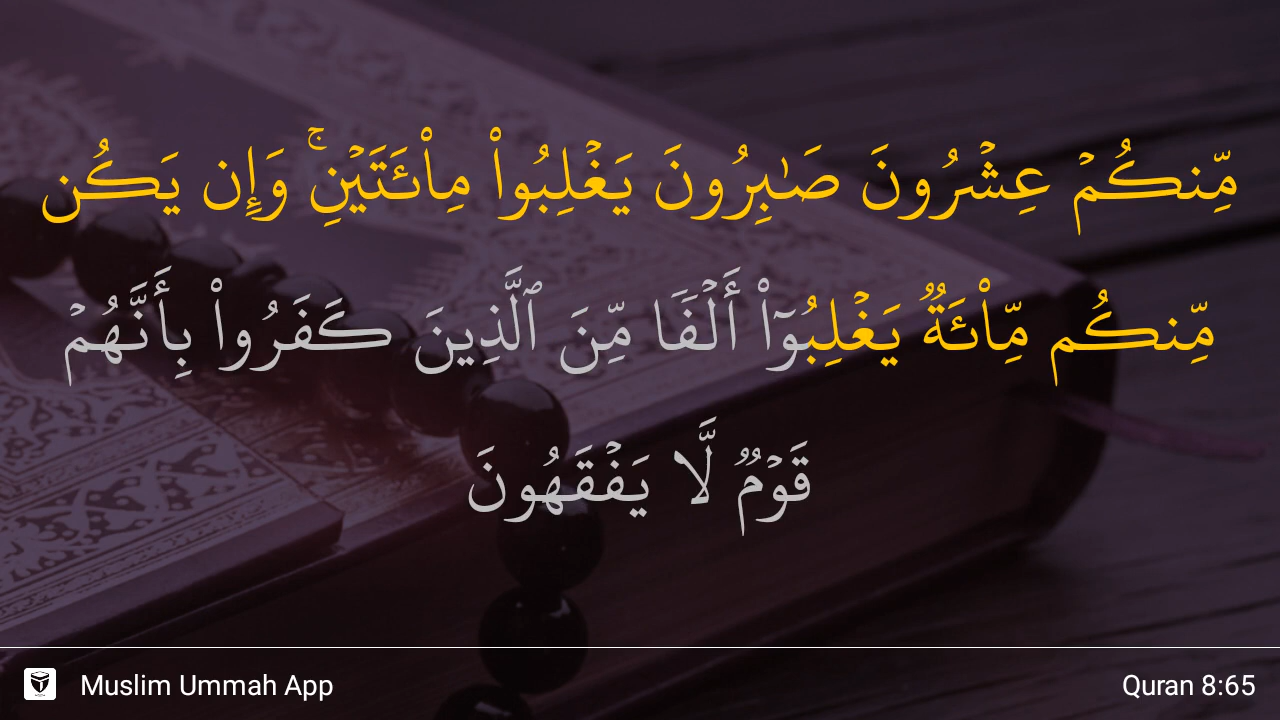 مِّنكُمۡ عِشۡرُونَ صَٰبِرُونَ يَغۡلِبُواْ مِاْئَتَيۡنِۚ وَإِن يَكُن
مِّنكُم مِّاْئَةٞ يَغۡلِبُوٓاْ أَلۡفٗا مِّنَ ٱلَّذِينَ كَفَرُواْ بِأَنَّهُمۡ
قَوۡمٞ لَّا يَفۡقَهُونَ
Muslim Ummah App
Quran 8:65